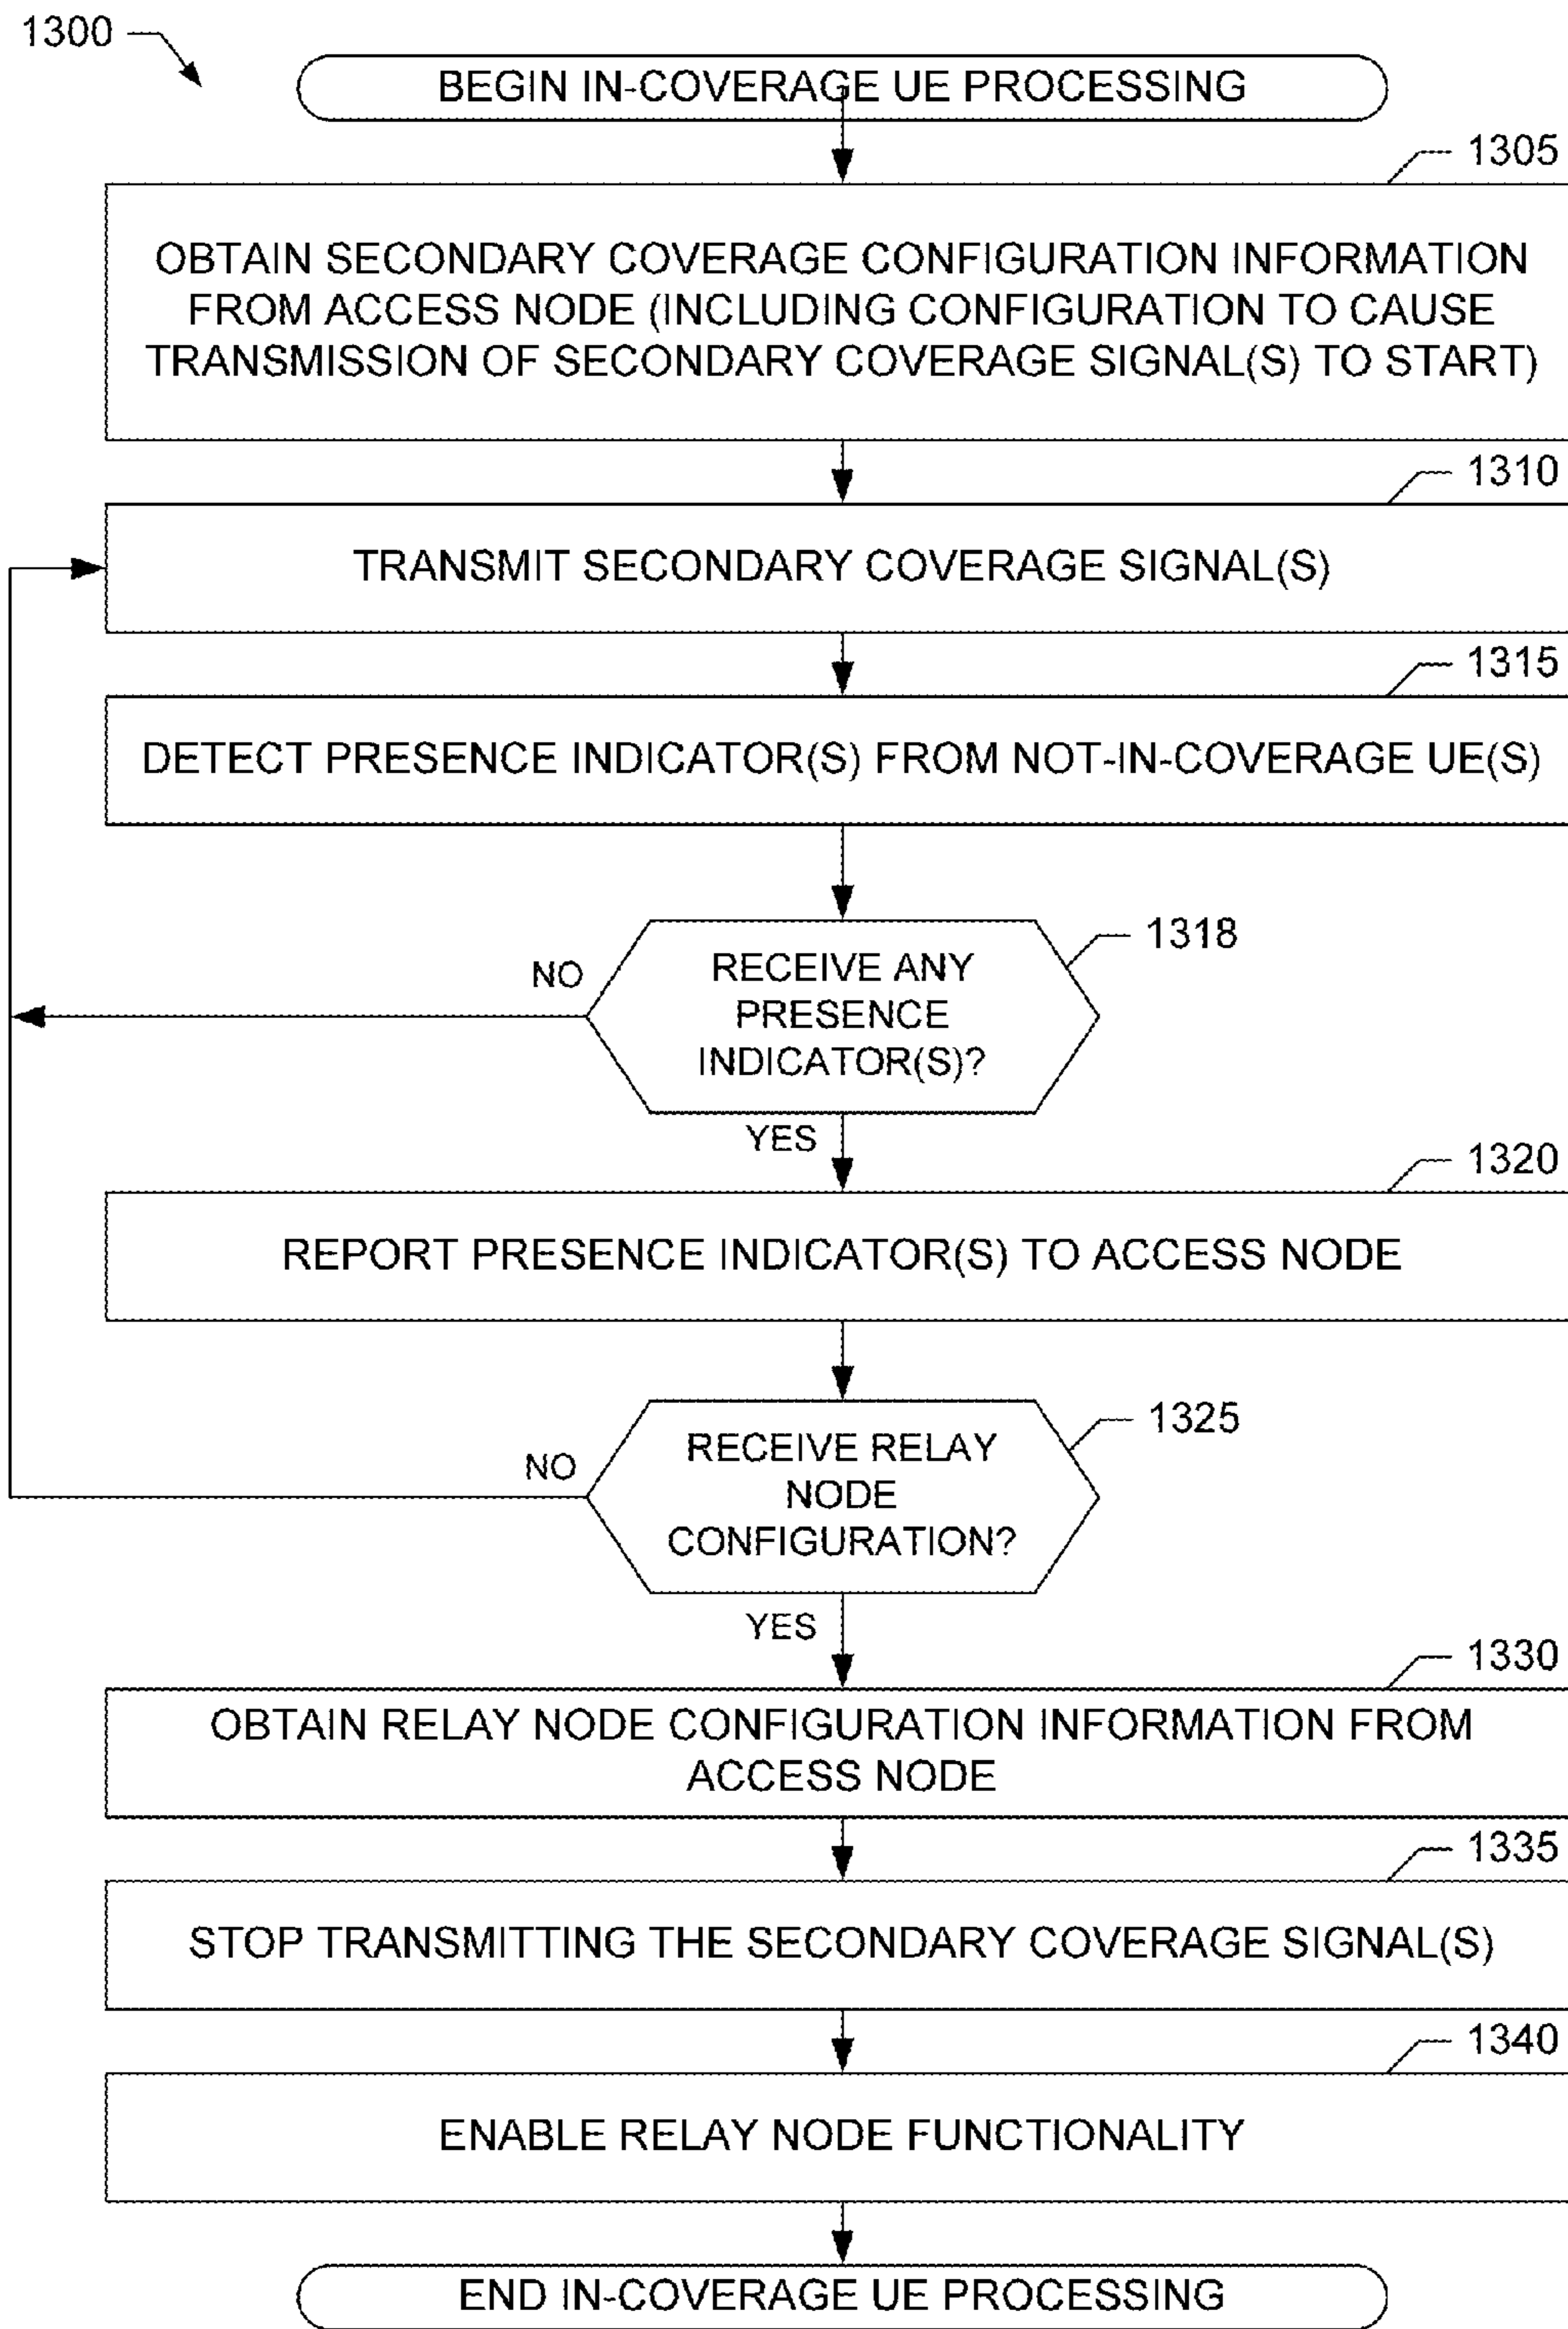 1300
BEGIN IN-COVERAGE UE PROCESSING
1305
OBTAIN SECONDARY COVERAGE CONFIGURATION INFORMATION
FROM ACCESS NODE (INCLUDING CONFIGURATION TO CAUSE
TRANSMISSION OF SECONDARY COVERAGE SIGNAL(S) TO START)
1310
TRANSMIT SECONDARY COVERAGE SIGNAL(S)
1315
DETECT PRESENCE INDICATOR(S) FROM NOT-IN-COVERAGE UE(S)
1318
NO
RECEIVE ANY
PRESENCE
INDICATOR(S)?
YES
1320
REPORT PRESENCE INDICATOR(S) TO ACCESS NODE
1325
NO
RECEIVE RELAY
NODE
CONFIGURATION?
YES
1330
OBTAIN RELAY NODE CONFIGURATION INFORMATION FROM
ACCESS NODE
1335
STOP TRANSMITTING THE SECONDARY COVERAGE SIGNAL(S)
1340
ENABLE RELAY NODE FUNCTIONALITY
END IN-COVERAGE UE PROCESSING